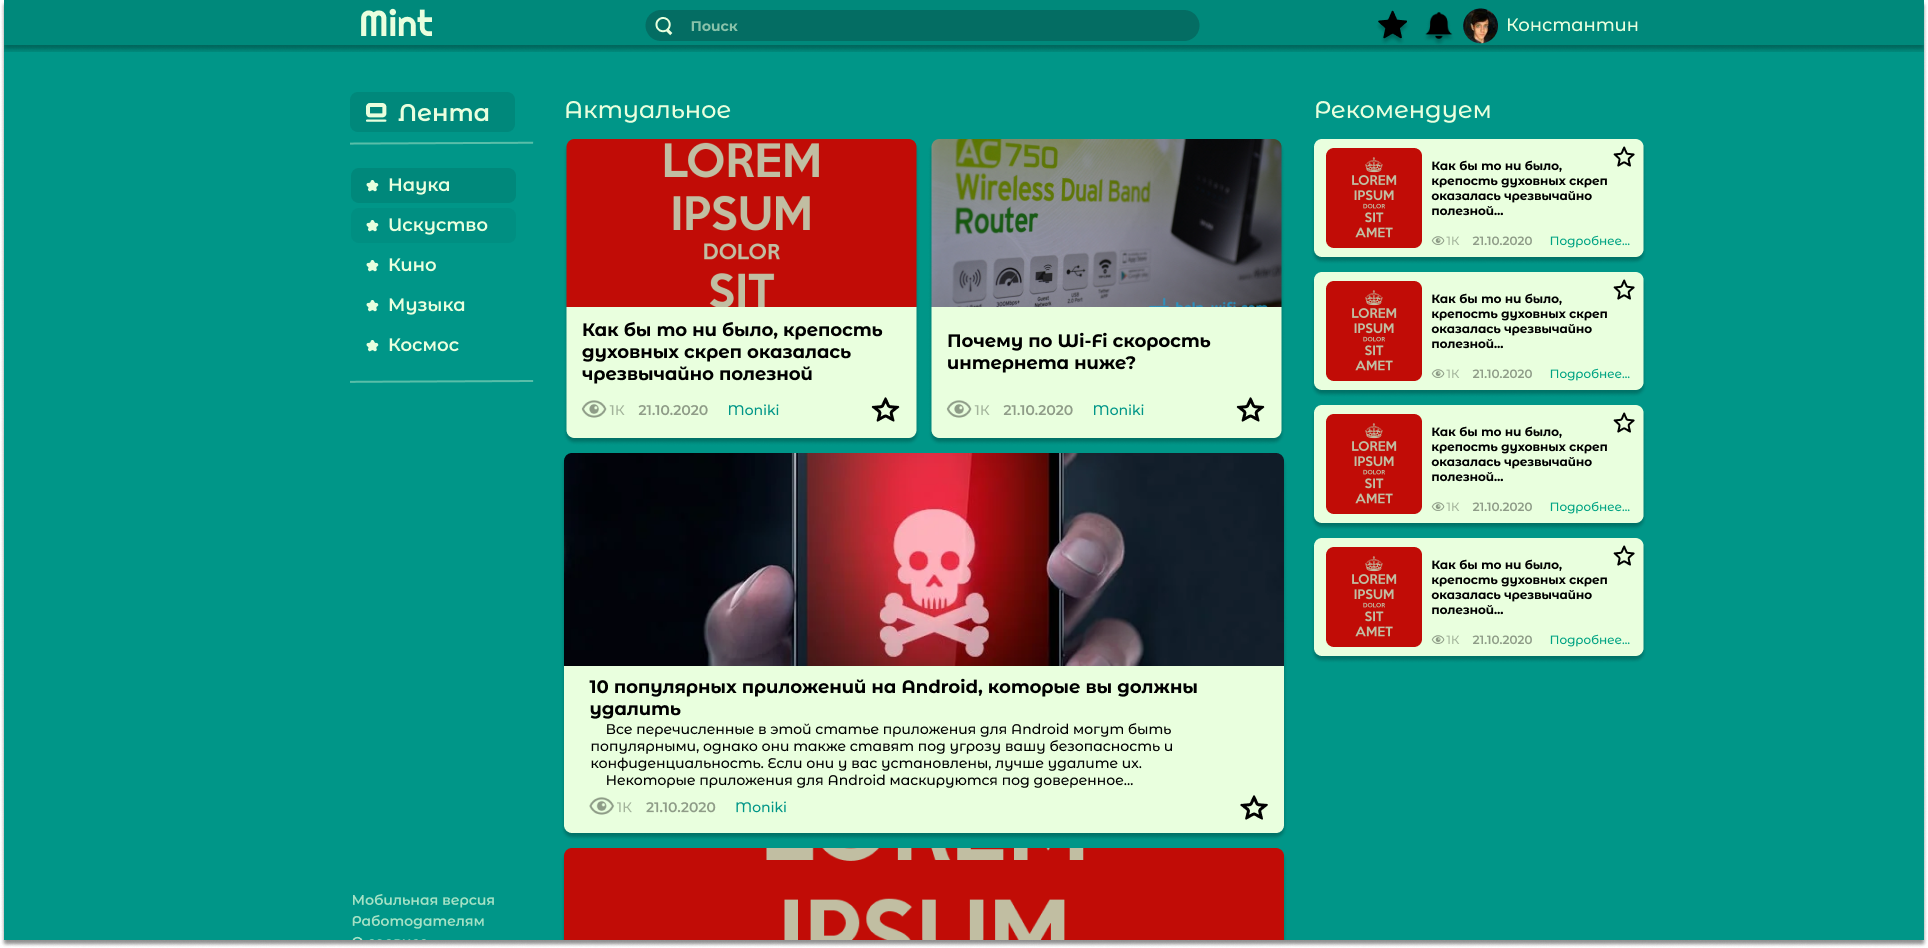 Mint
Поиск
Константин
Лента
Наука
Искуство
Кино
Музыка
Космос
Мобильная версия
Работодателям
Актуальное
LOREM
IPSUM
DOLOR
SIT
Как бы то ни было, крепость
духовных скреп оказалась
чрезвычайно полезной
1K 21.10.2020 Moniki
AC 750
Wireless Dual Band
Router
Почему по Wi-Fi скорость
интернета ниже?
1K 21.10.2020 Moniki
10 популярных приложений на Android, которые вы должны
удалить
Все перечисленные в этой статье приложения для Android могут быть
популярными, однако они также ставят под угрозу вашу безопасность и
конфиденциальность. Если они у вас установлены, лучше удалите их.
Некоторые приложения для Android маскируются под доверенное...
1K 21.10.2020 Moniki
LOREM
IPSUM
Рекомендуем
LOREM
IPSUM
DOLOR
SIT
AMET
Как бы то ни было,
крепость духовных скреп
оказалась чрезвычайно
полезной...
1K 21.10.2020 Подробнее...
LOREM
IPSUM
DOLOR
SIT
AMET
Как бы то ни было,
крепость духовных скреп
оказалась чрезвычайно
полезной...
1K 21.10.2020 Подробнее...
LOREM
IPSUM
DOLOR
SIT
AMET
Как бы то ни было,
крепость духовных скреп
оказалась чрезвычайно
полезной...
1K 21.10.2020 Подробнее...
LOREM
IPSUM
DOLOR
SIT
AMET
Как бы то ни было,
крепость духовных скреп
оказалась чрезвычайно
полезной...
1K 21.10.2020 Подробнее...